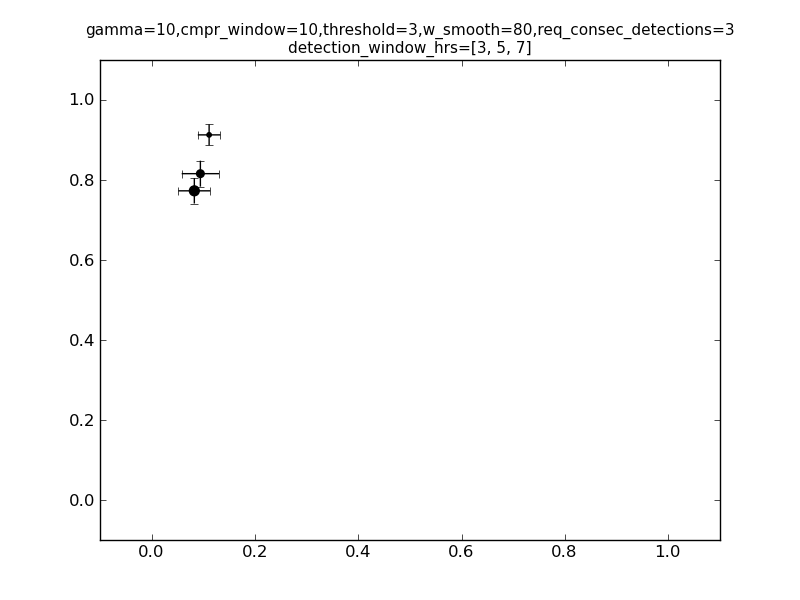 gamma=10,cmpr_window=10,threshold=3,w_smooth=80,req_consec_detections=3
detection_window_hrs=[3, 5, 7]
1.0
0.8
0.6
0.4
0.2
0.0
0.0 0.2 0.4 0.6 0.8 1.0